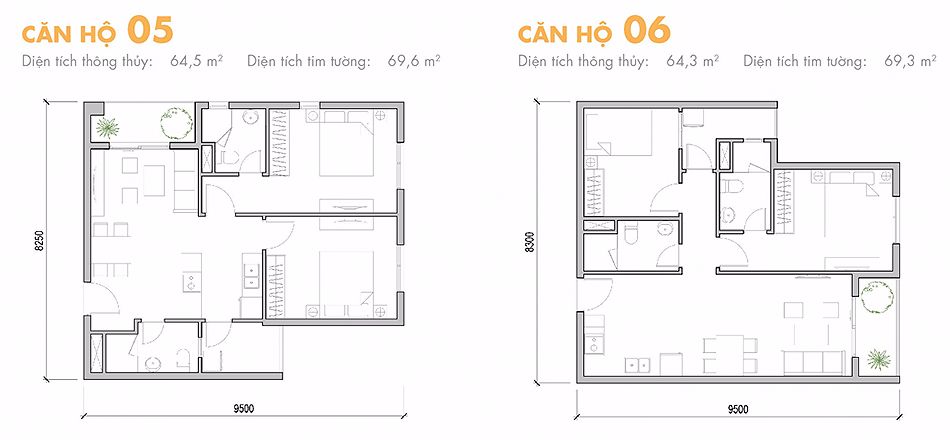 CĂN HỘ 05
Diện tích thông thủy: 64,5 m² Diện tích tim tường: 69,6 m²
8250
9500
CĂN HỘ 06
Diện tích thông thủy: 64,3 m² Diện tích tim tường: 69,3 m²
8300
9500